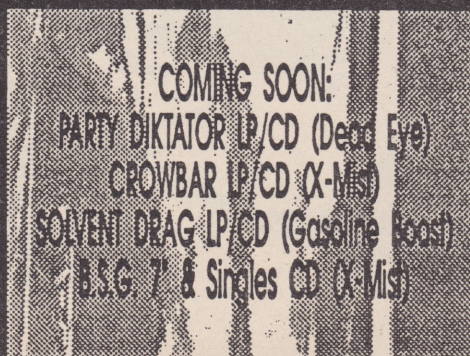 COMING SOON:
PARTY DIKTATOR LP/CD (Dead Eye)
CROWBAR LP/CD (X-Mist)
SOLVENT DRAG LP/CD (Gasoline Boost)
B.S.G. 7" & Singles CD (X-Mist)